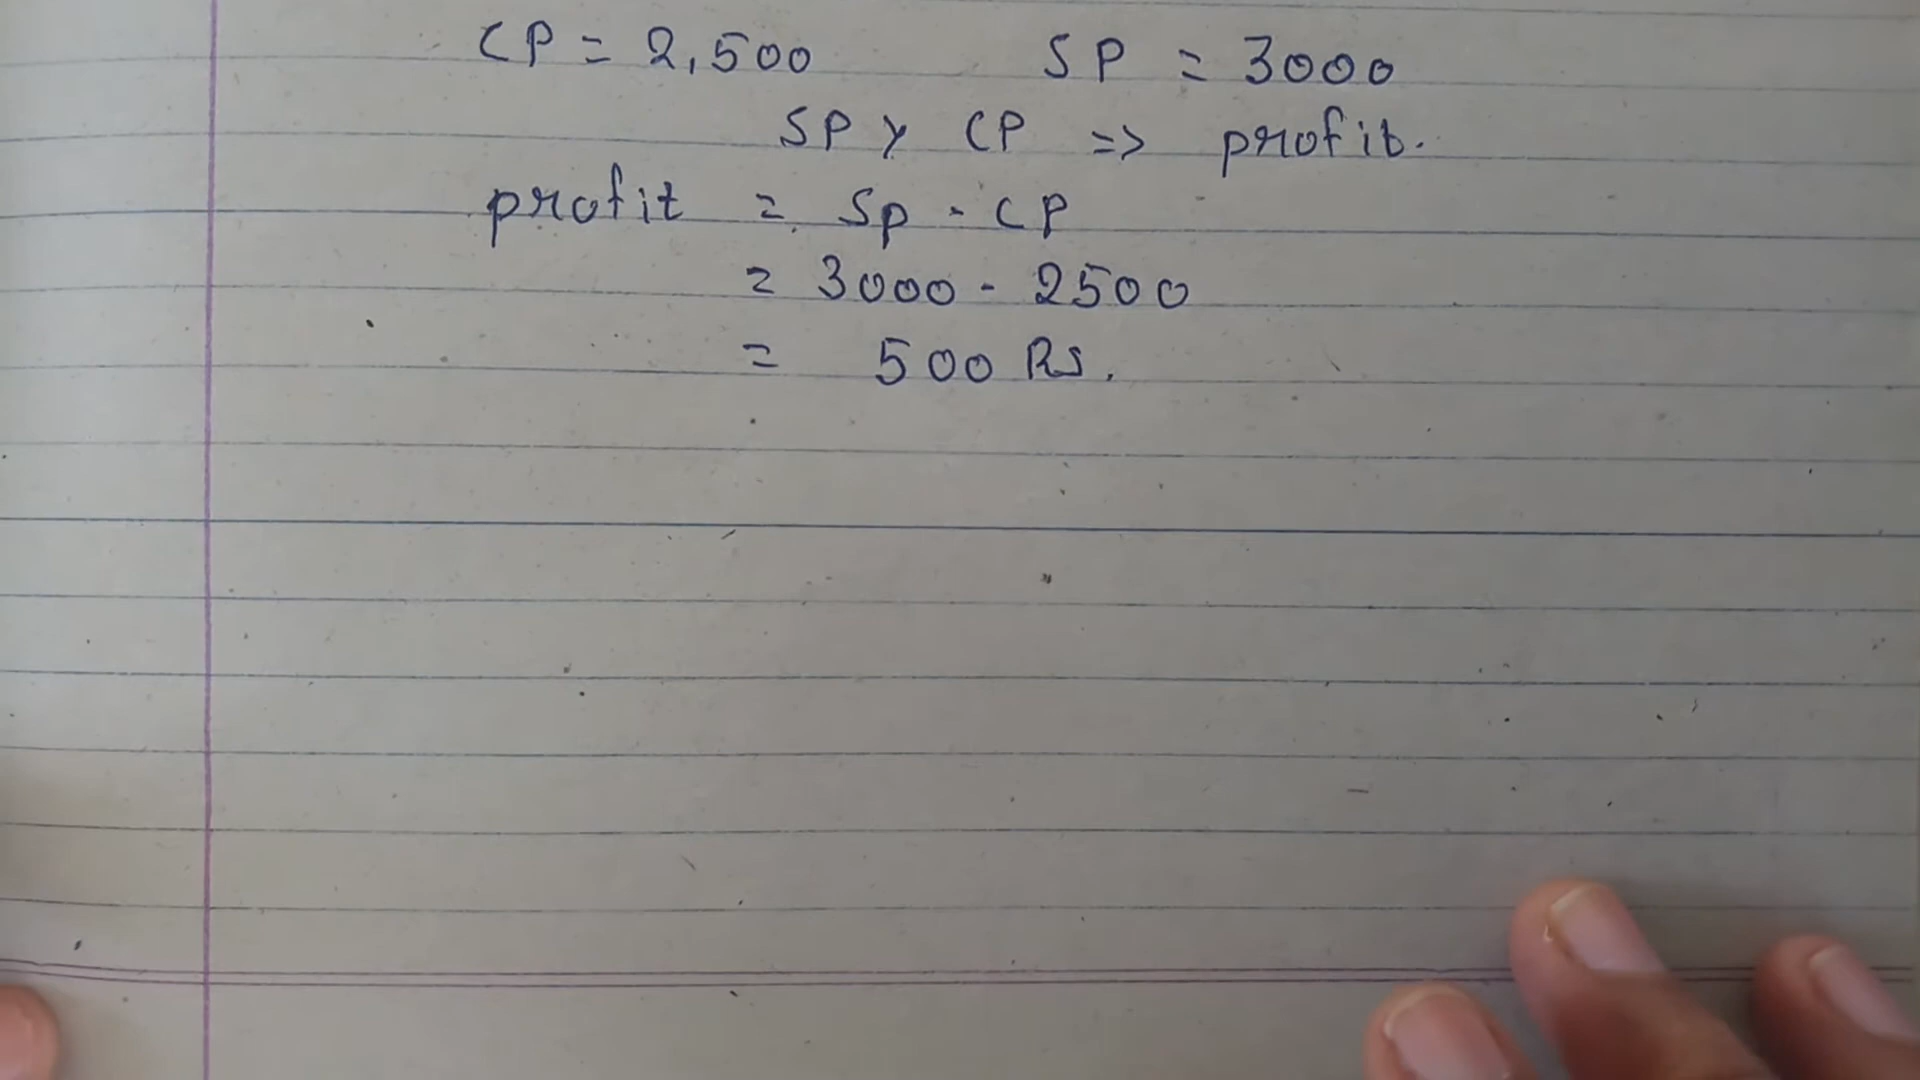 CP = 2,500 SP = 3000
SP > CP => profit.
profit = Sp - CP
= 3000 - 2500
= 500 Rs.